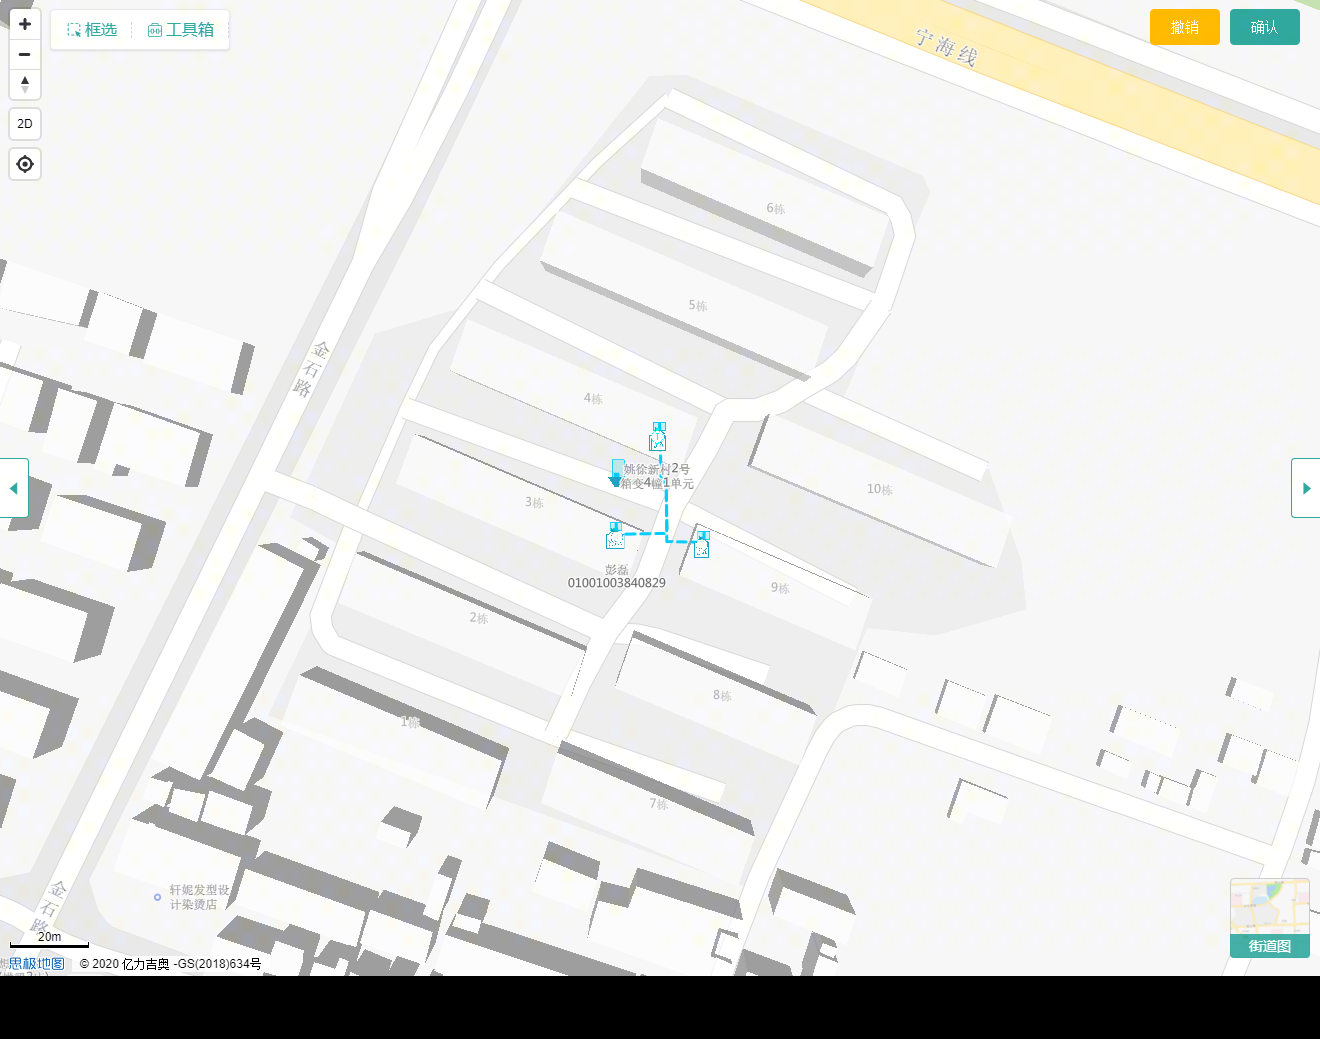 框选
工具箱
撤销
确认
2D
宁海线
6栋
5栋
金石路
4栋
姚徐新村2号
箱变4幢1单元
10栋
3栋
彭磊
01001003840829
9栋
2栋
8栋
1栋
7栋
轩妮发型设
计染烫店
金石路
20m
思极地图
© 2020 亿力吉奥 -GS(2018)634号
街道图